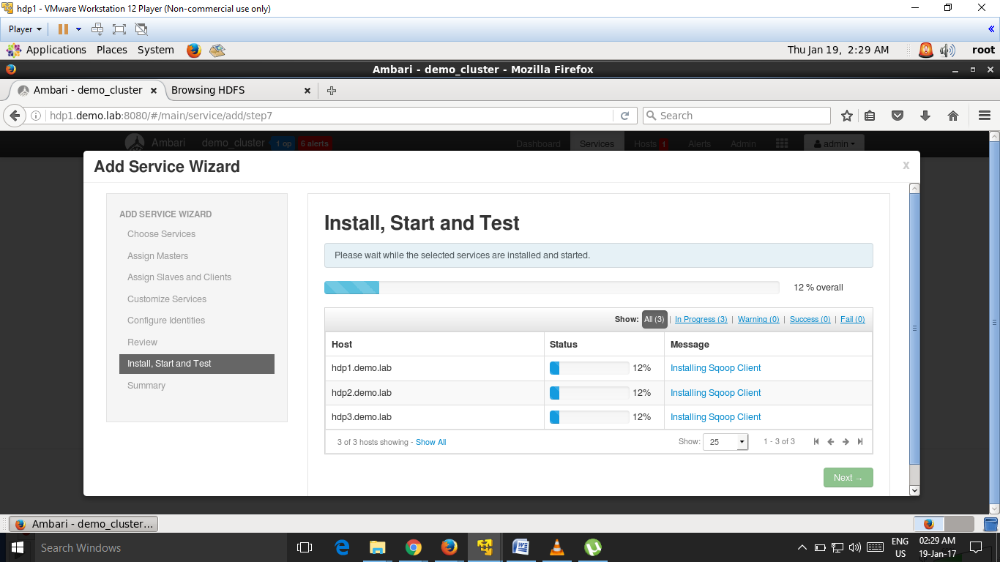 hdp1 - VMware Workstation 12 Player (Non-commercial use only)
Player
Applications Places System Thu Jan 19, 2:29 AM root
Ambari - demo_cluster - Mozilla Firefox
Ambari - demo_cluster Browsing HDFS
hdp1.demo.lab:8080/#/main/service/add/step7 Search
Ambari demo_cluster 1 op 6 alerts Dashboard Services Hosts 1 Alerts Admin admin
Add Service Wizard x
ADD SERVICE WIZARD
Choose Services
Assign Masters
Assign Slaves and Clients
Customize Services
Configure Identities
Review
Install, Start and Test
Summary
Install, Start and Test
Please wait while the selected services are installed and started.
12 % overall
Show: All (3) | In Progress (3) | Warning (0) | Success (0) | Fail (0)
Host Status Message
hdp1.demo.lab 12% Installing Sqoop Client
hdp2.demo.lab 12% Installing Sqoop Client
hdp3.demo.lab 12% Installing Sqoop Client
3 of 3 hosts showing - Show All Show: 25 1 - 3 of 3
Next →
Ambari - demo_cluster...
Search Windows
ENG 02:29 AM
US 19-Jan-17